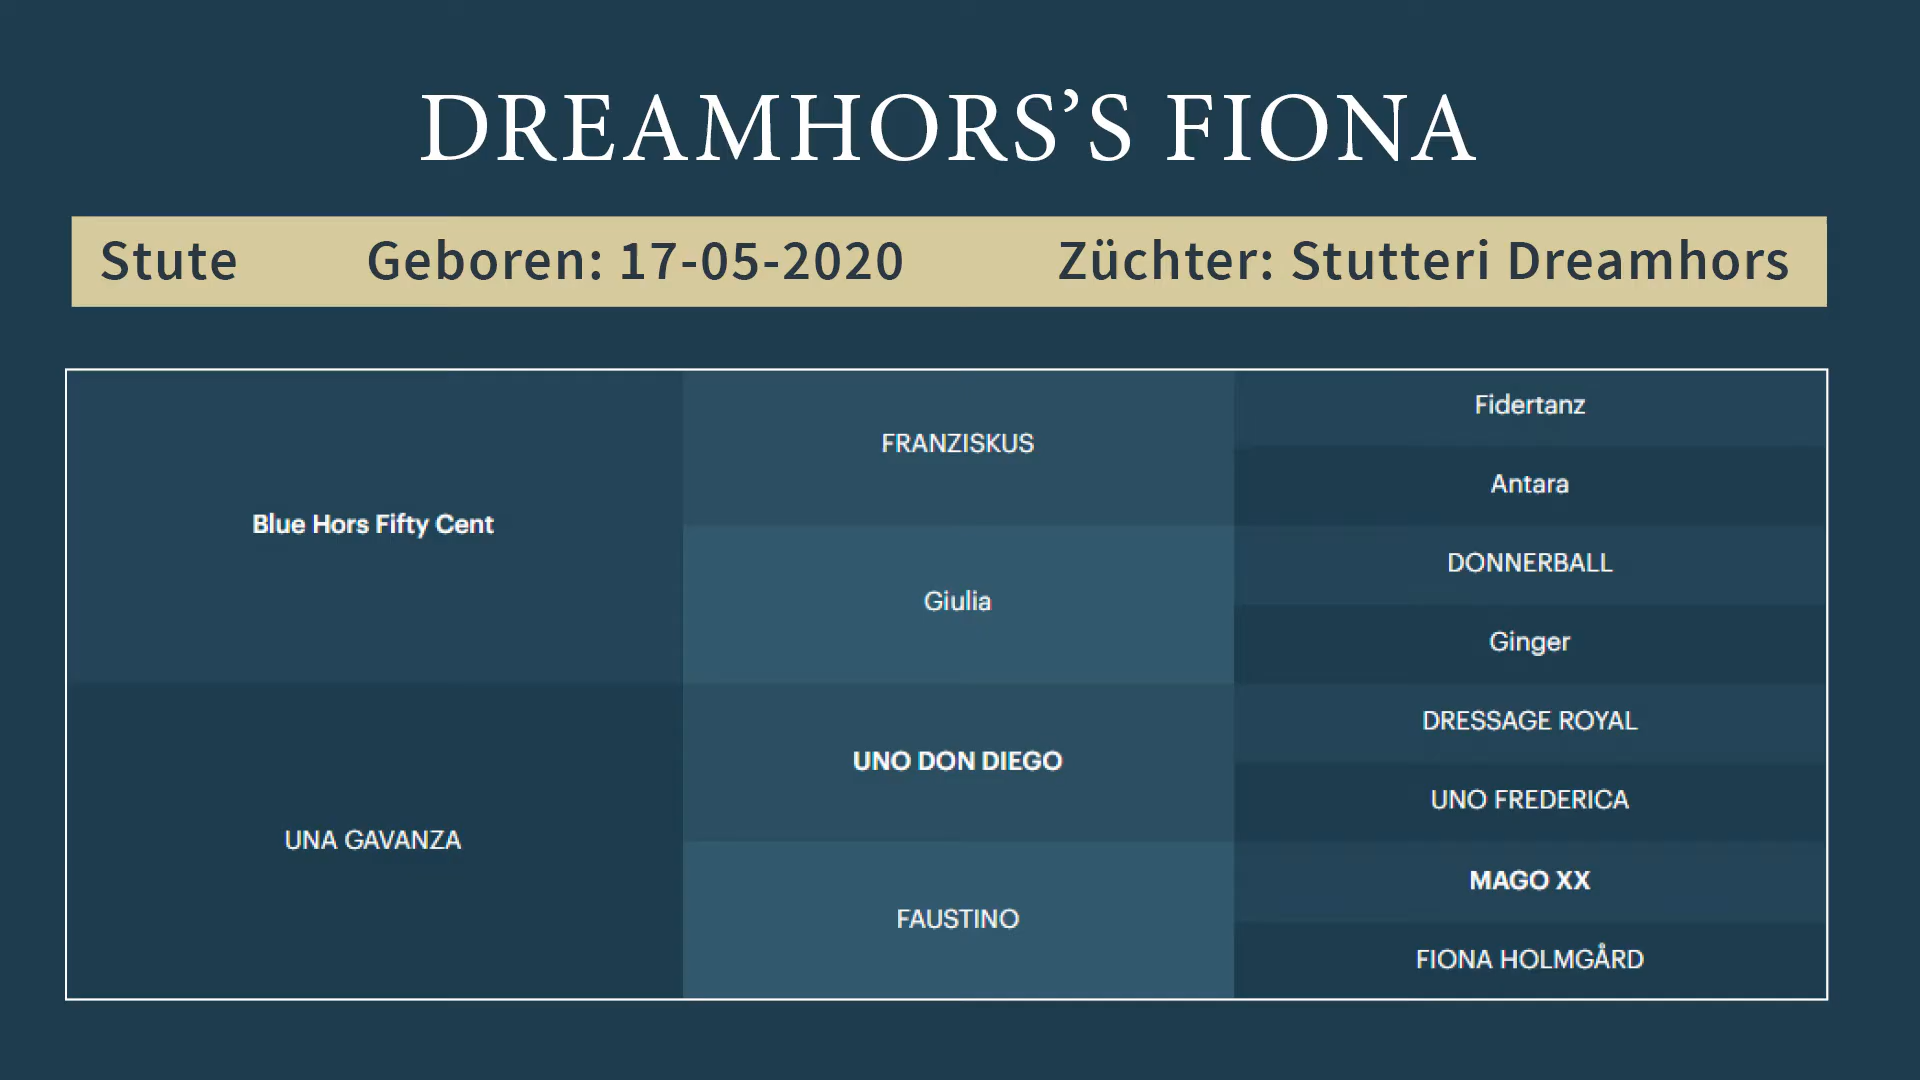 DREAMHORS’S FIONA
Stute Geboren: 17-05-2020 Züchter: Stutteri Dreamhors
Blue Hors Fifty Cent
UNA GAVANZA
FRANZISKUS
Giulia
UNO DON DIEGO
FAUSTINO
Fidertanz
Antara
DONNERBALL
Ginger
DRESSAGE ROYAL
UNO FREDERICA
MAGO XX
FIONA HOLMGÅRD